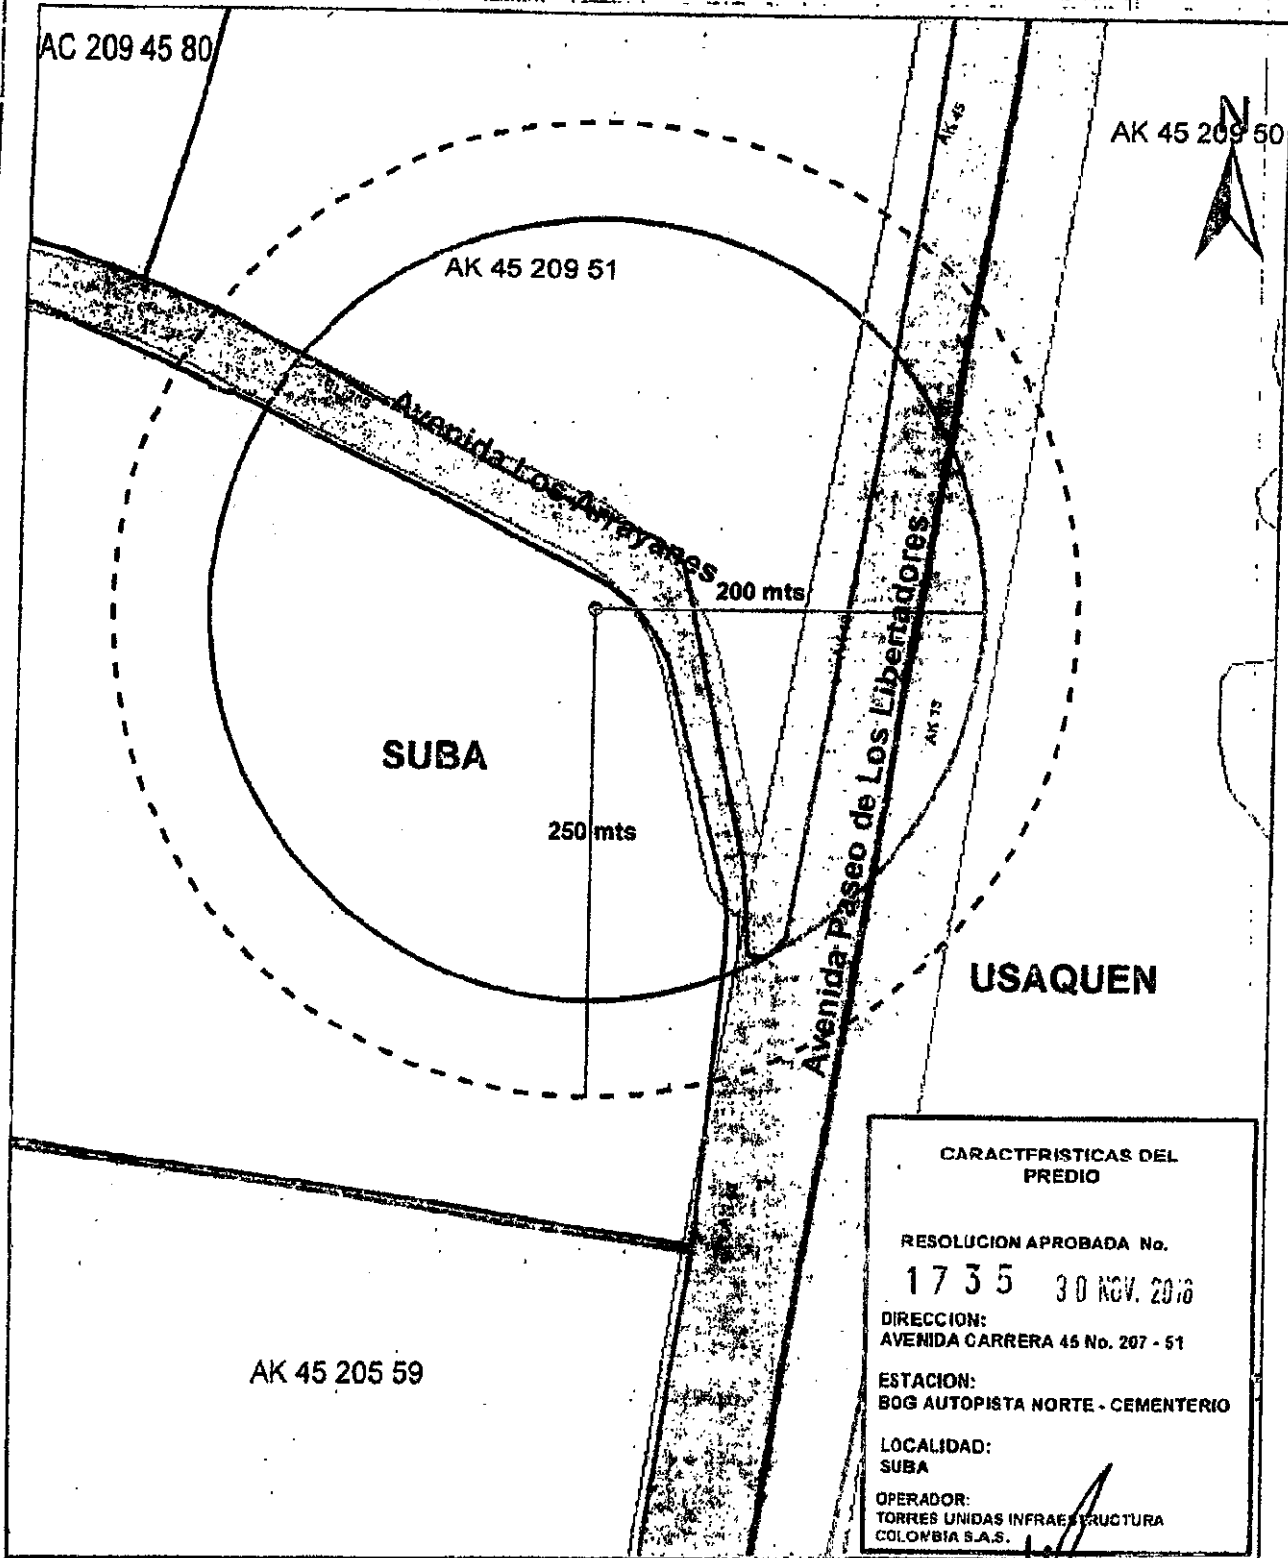 AC 209 45 80
N
AK 45 209 50
AK 45
AK 45 209 51
Avenida Los Arrayanes
200 mts
Avenida Paseo de Los Libertadores
SUBA
250 mts
USAQUEN
AK 45 205 59
CARACTERISTICAS DEL
PREDIO
RESOLUCION APROBADA No.
1735 30 NOV. 2016
DIRECCION:
AVENIDA CARRERA 45 No. 207 - 51
ESTACION:
BOG AUTOPISTA NORTE - CEMENTERIO
LOCALIDAD:
SUBA
OPERADOR:
TORRES UNIDAS INFRAESTRUCTURA
COLOMBIA S.A.S.